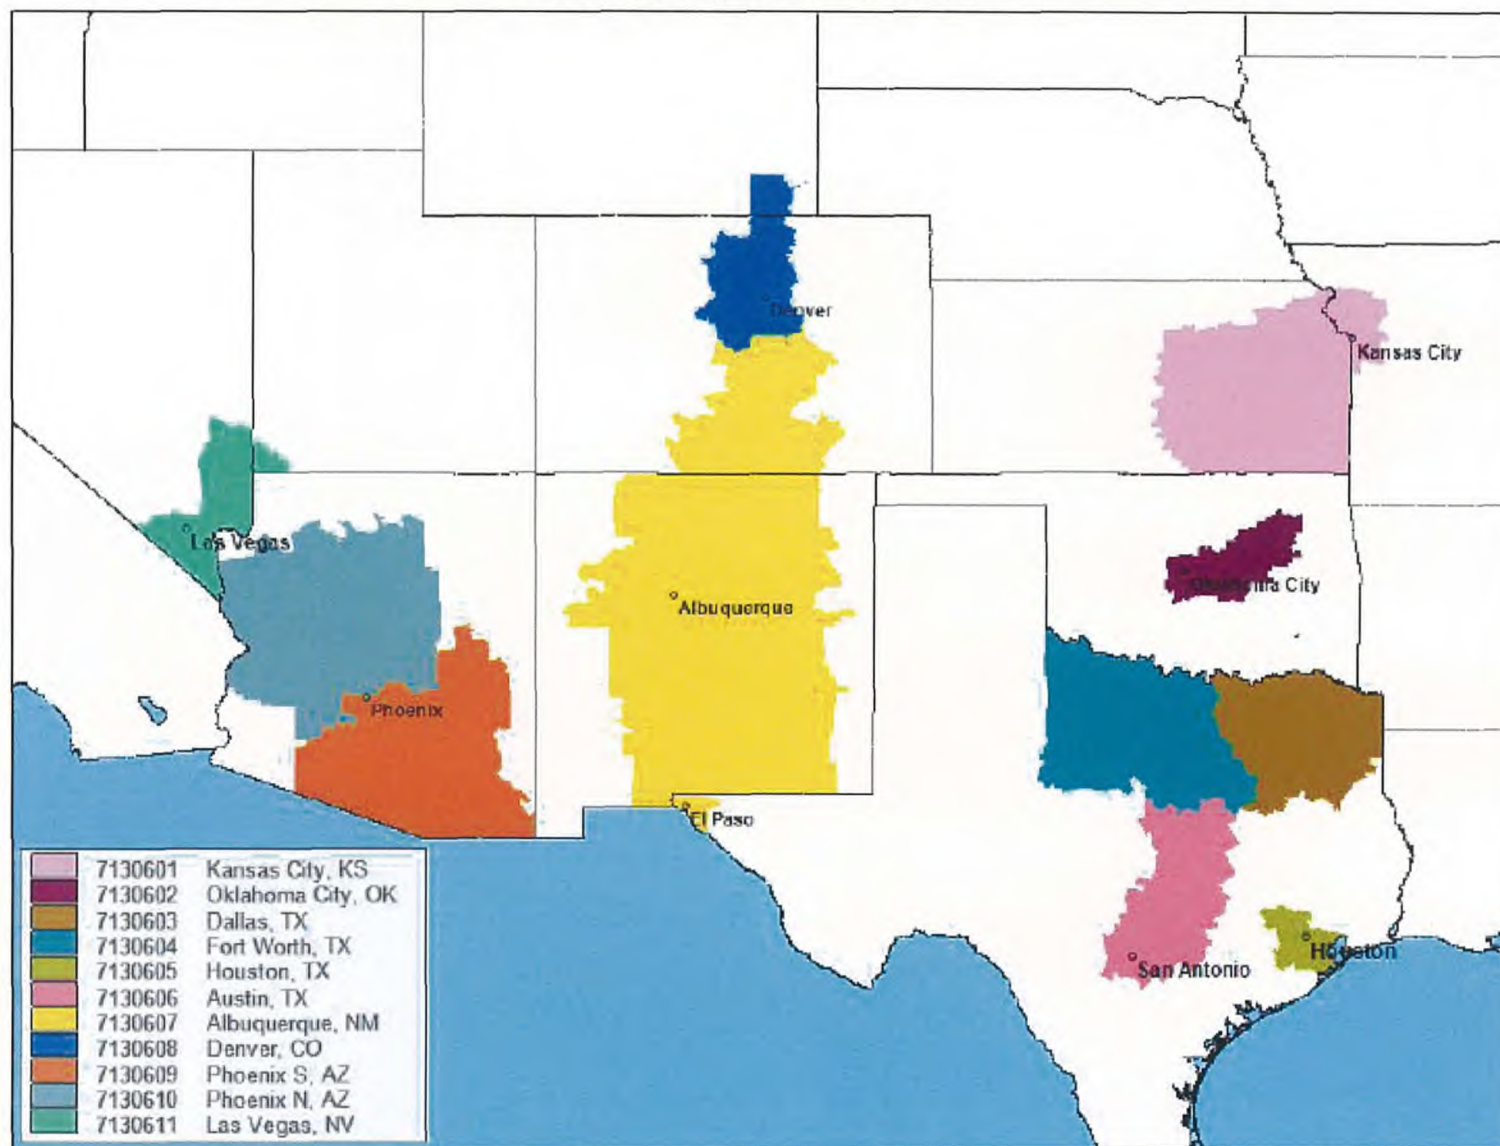 Denver
Kansas City
Las Vegas
Oklahoma City
Albuquerque
Phoenix
El Paso
Houston
San Antonio
7130601 Kansas City, KS
7130602 Oklahoma City, OK
7130603 Dallas, TX
7130604 Fort Worth, TX
7130605 Houston, TX
7130606 Austin, TX
7130607 Albuquerque, NM
7130608 Denver, CO
7130609 Phoenix S, AZ
7130610 Phoenix N, AZ
7130611 Las Vegas, NV